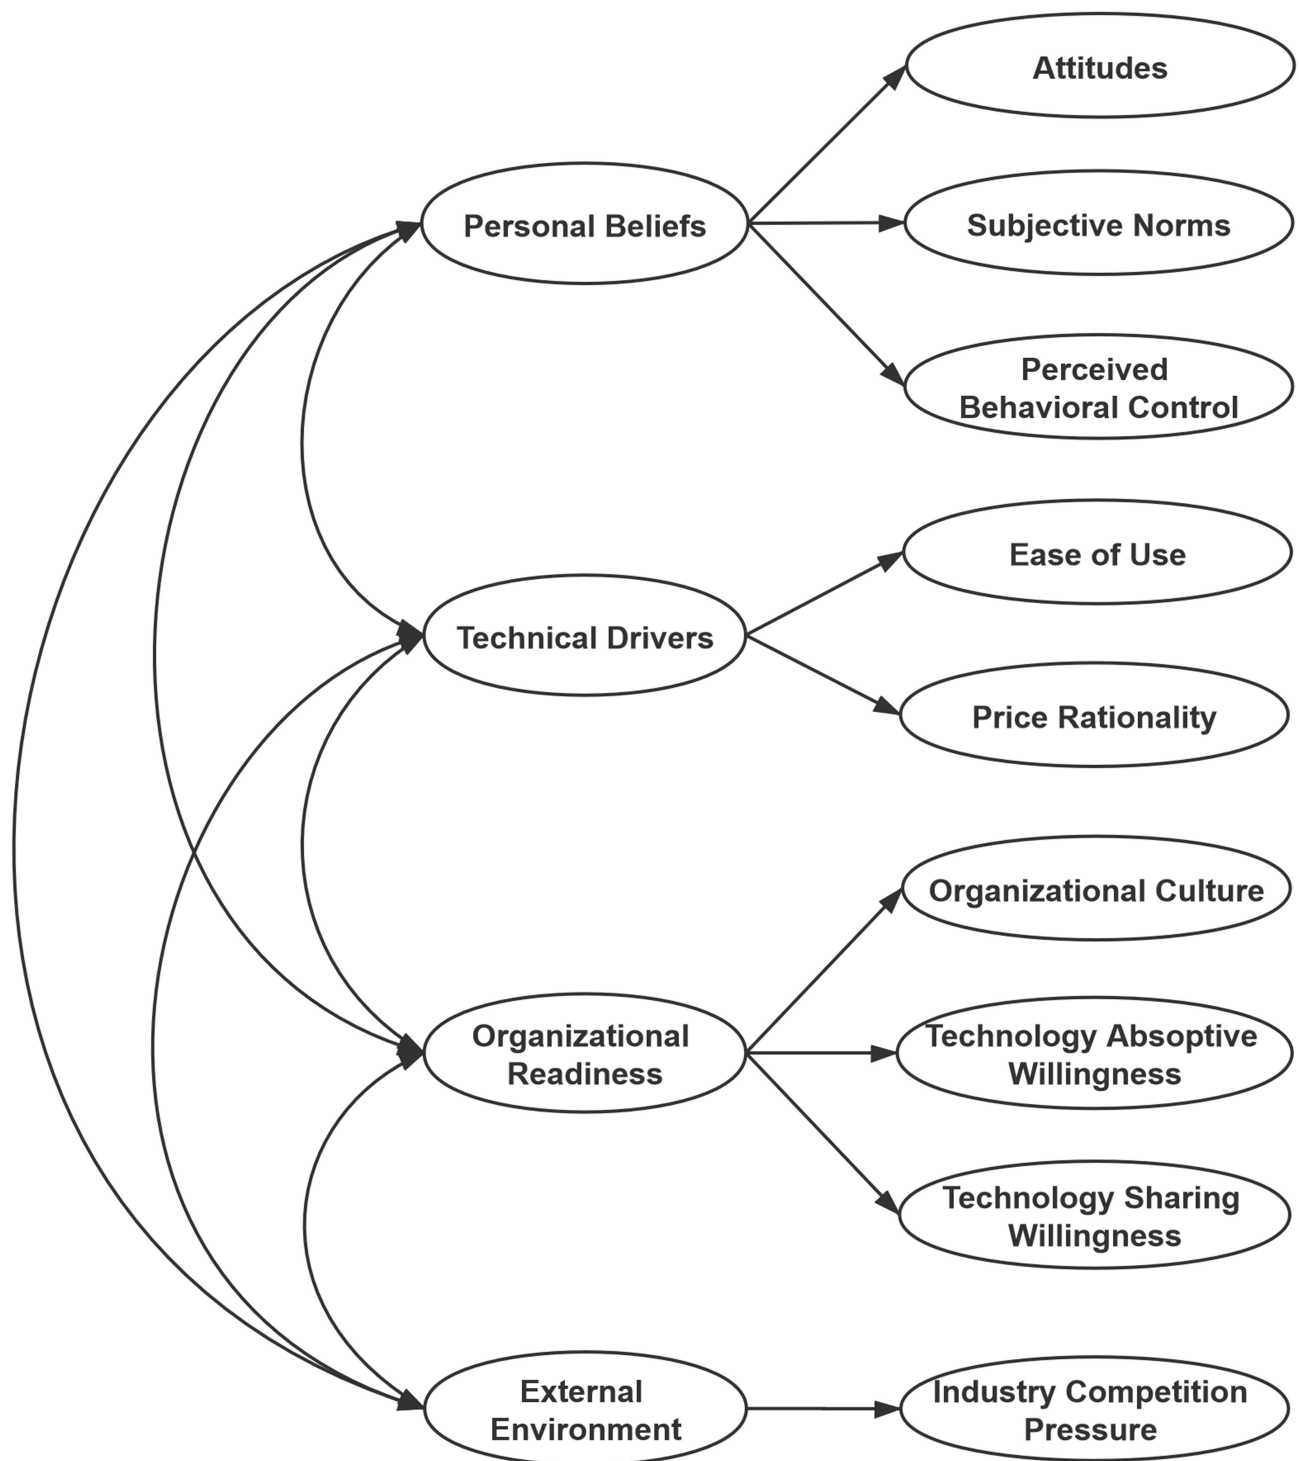 Attitudes
Personal Beliefs
Subjective Norms
Perceived
Behavioral Control
Ease of Use
Technical Drivers
Price Rationality
Organizational Culture
Organizational
Readiness
Technology Absoptive
Willingness
Technology Sharing
Willingness
External
Environment
Industry Competition
Pressure